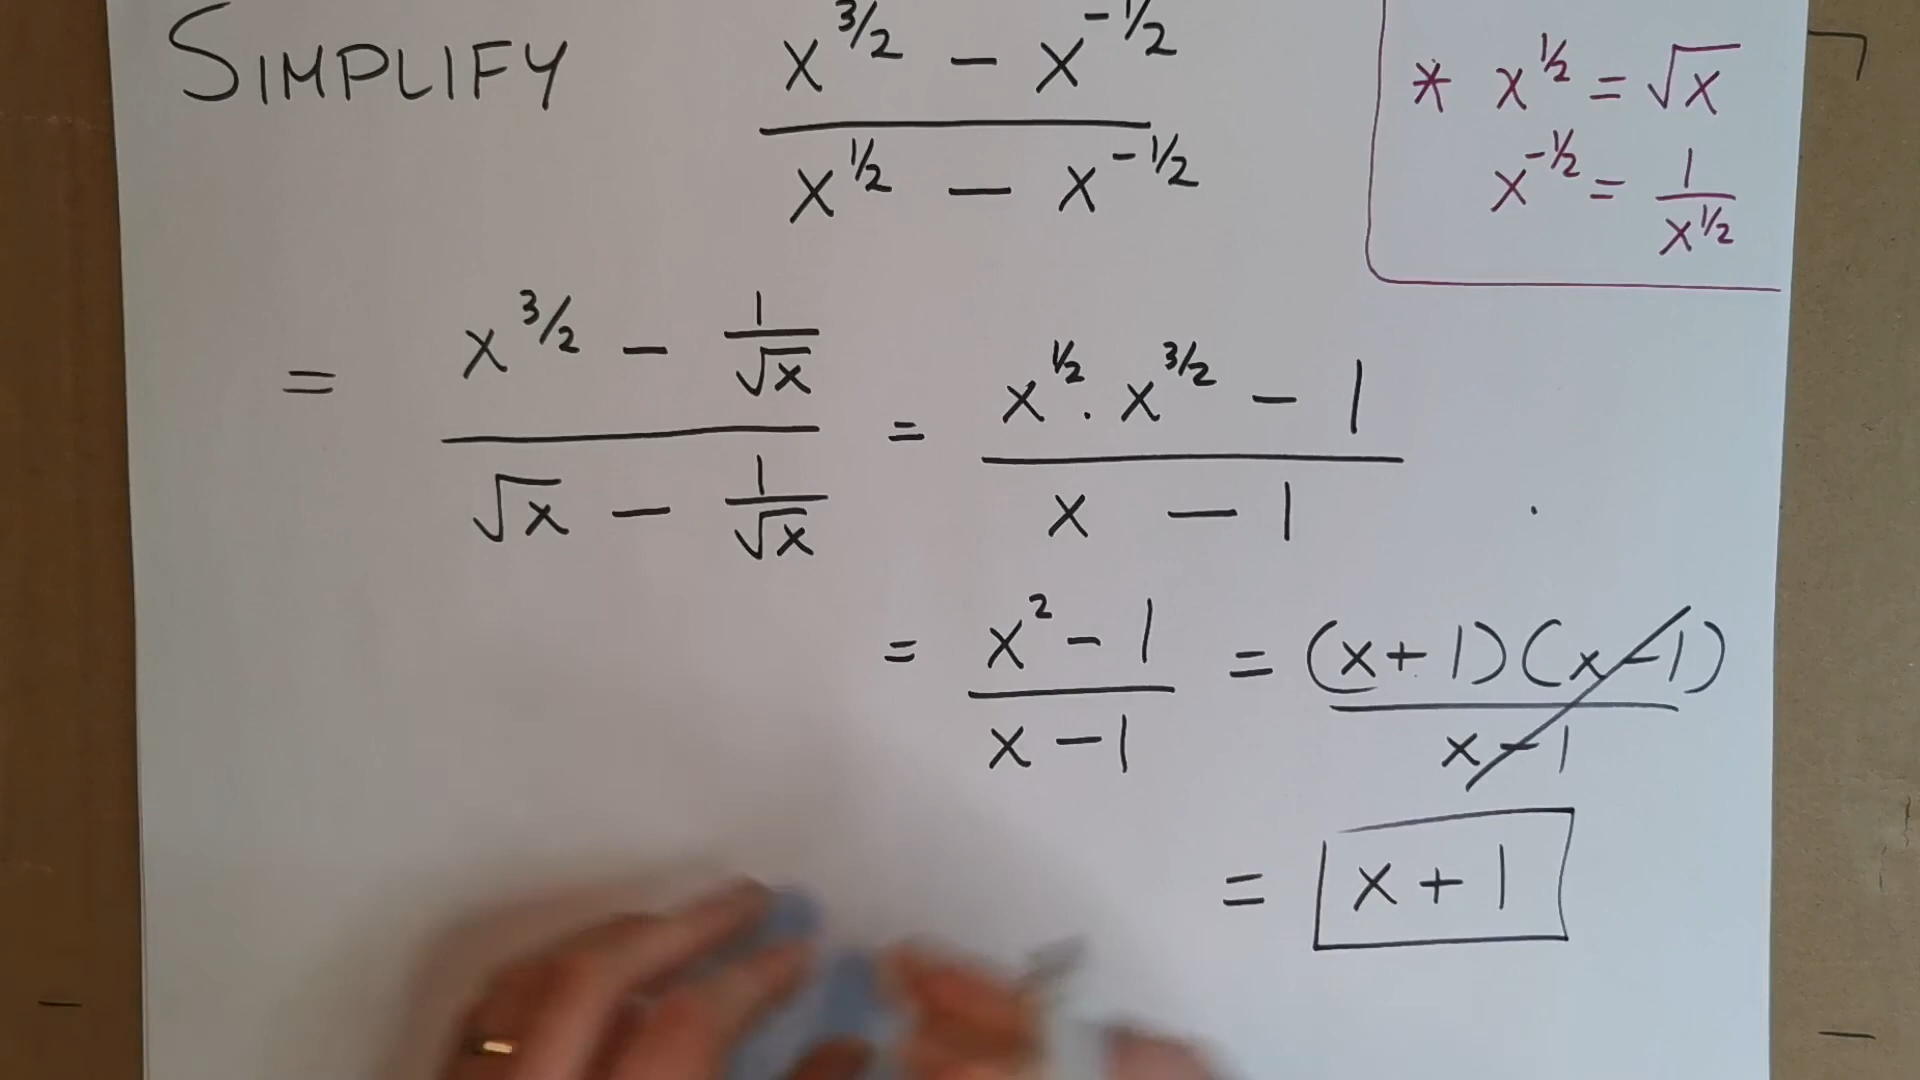 SIMPLIFY (x^{3/2} − x^{-1/2}) / (x^{1/2} − x^{-1/2})
* x^{1/2} = √x
x^{-1/2} = 1 / x^{1/2}
= (x^{3/2} − 1/√x) / (√x − 1/√x) = (x^{1/2} · x^{3/2} − 1) / (x − 1)
= (x² − 1) / (x − 1) = (x + 1)(x − 1) / (x − 1)
= x + 1